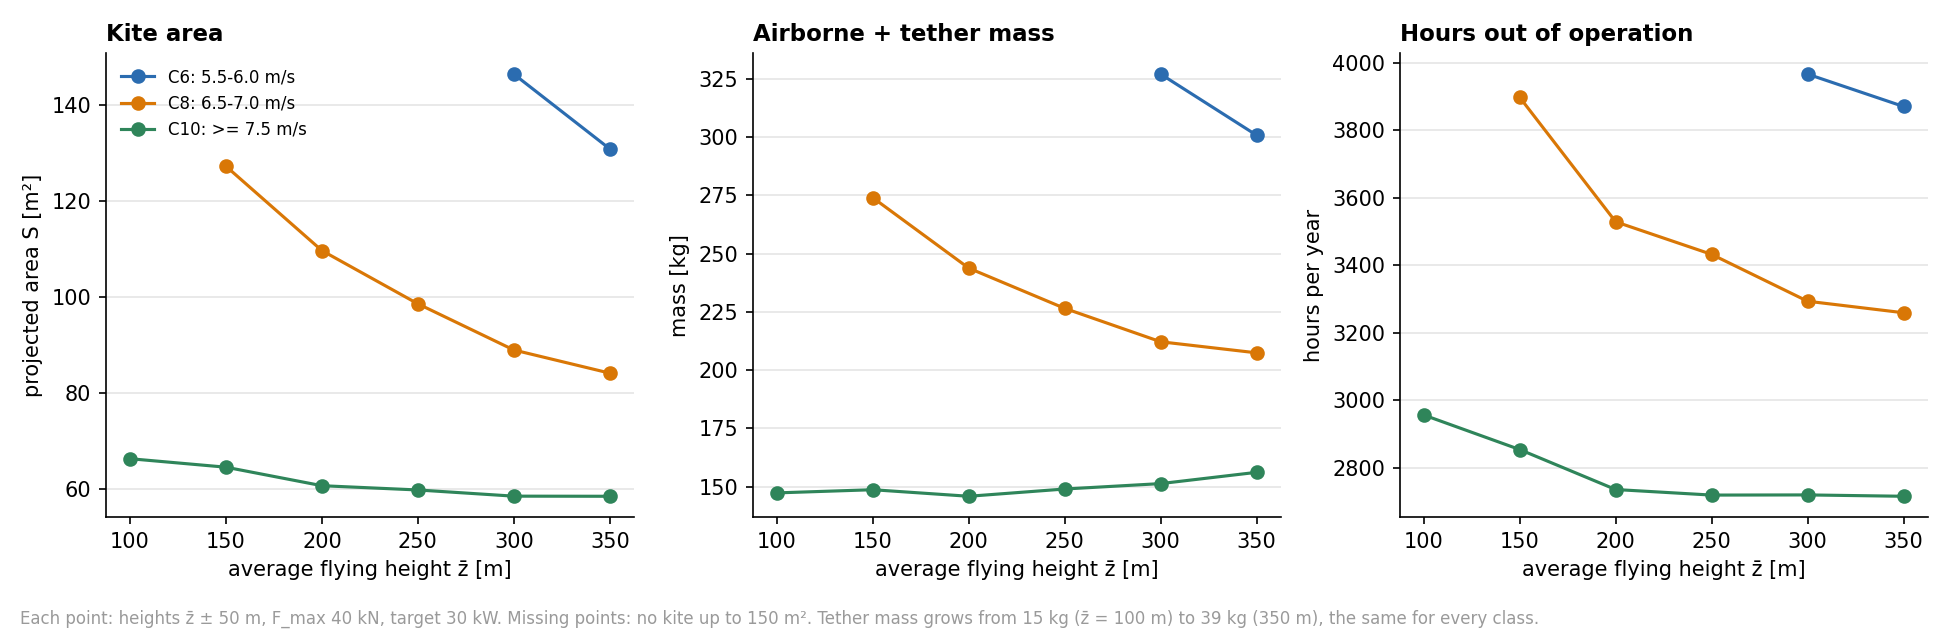 Kite area
C6: 5.5-6.0 m/s
C8: 6.5-7.0 m/s
C10: >= 7.5 m/s
projected area S [m²]
140
120
100
80
60
100 150 200 250 300 350
average flying height z̄ [m]
Airborne + tether mass
mass [kg]
325
300
275
250
225
200
175
150
100 150 200 250 300 350
average flying height z̄ [m]
Hours out of operation
hours per year
4000
3800
3600
3400
3200
3000
2800
100 150 200 250 300 350
average flying height z̄ [m]
Each point: heights z̄ ± 50 m, F_max 40 kN, target 30 kW. Missing points: no kite up to 150 m². Tether mass grows from 15 kg (z̄ = 100 m) to 39 kg (350 m), the same for every class.